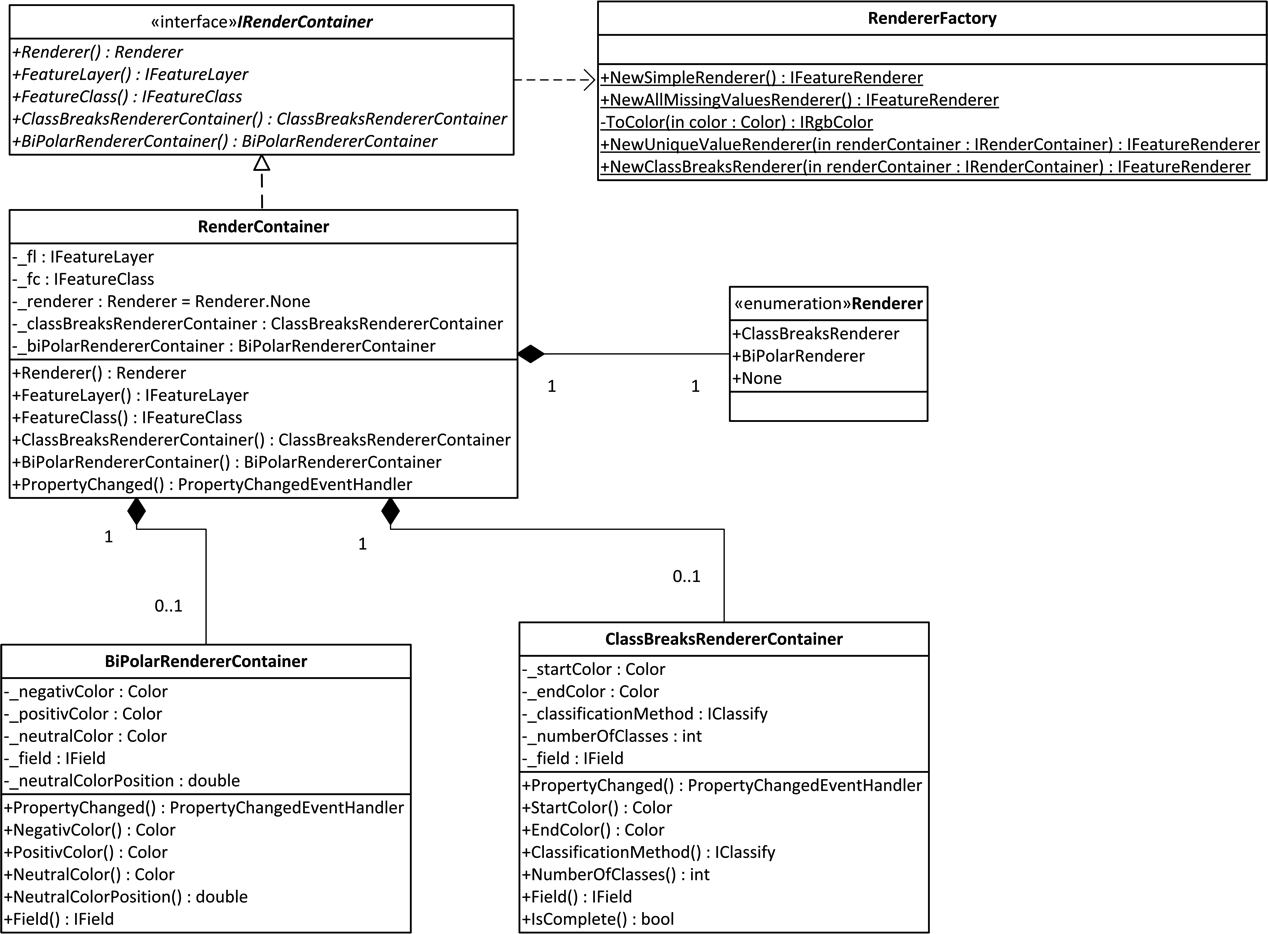 «interface»IRenderContainer
+Renderer() : Renderer
+FeatureLayer() : IFeatureLayer
+FeatureClass() : IFeatureClass
+ClassBreaksRendererContainer() : ClassBreaksRendererContainer
+BiPolarRendererContainer() : BiPolarRendererContainer
RendererFactory
+NewSimpleRenderer() : IFeatureRenderer
+NewAllMissingValuesRenderer() : IFeatureRenderer
-ToColor(in color : Color) : IRgbColor
+NewUniqueValueRenderer(in renderContainer : IRenderContainer) : IFeatureRenderer
+NewClassBreaksRenderer(in renderContainer : IRenderContainer) : IFeatureRenderer
RenderContainer
-_fl : IFeatureLayer
-_fc : IFeatureClass
-_renderer : Renderer = Renderer.None
-_classBreaksRendererContainer : ClassBreaksRendererContainer
-_biPolarRendererContainer : BiPolarRendererContainer
+Renderer() : Renderer
+FeatureLayer() : IFeatureLayer
+FeatureClass() : IFeatureClass
+ClassBreaksRendererContainer() : ClassBreaksRendererContainer
+BiPolarRendererContainer() : BiPolarRendererContainer
+PropertyChanged() : PropertyChangedEventHandler
«enumeration»Renderer
+ClassBreaksRenderer
+BiPolarRenderer
+None
1
1
1
0..1
1
0..1
BiPolarRendererContainer
-_negativColor : Color
-_positivColor : Color
-_neutralColor : Color
-_field : IField
-_neutralColorPosition : double
+PropertyChanged() : PropertyChangedEventHandler
+NegativColor() : Color
+PositivColor() : Color
+NeutralColor() : Color
+NeutralColorPosition() : double
+Field() : IField
ClassBreaksRendererContainer
-_startColor : Color
-_endColor : Color
-_classificationMethod : IClassify
-_numberOfClasses : int
-_field : IField
+PropertyChanged() : PropertyChangedEventHandler
+StartColor() : Color
+EndColor() : Color
+ClassificationMethod() : IClassify
+NumberOfClasses() : int
+Field() : IField
+IsComplete() : bool